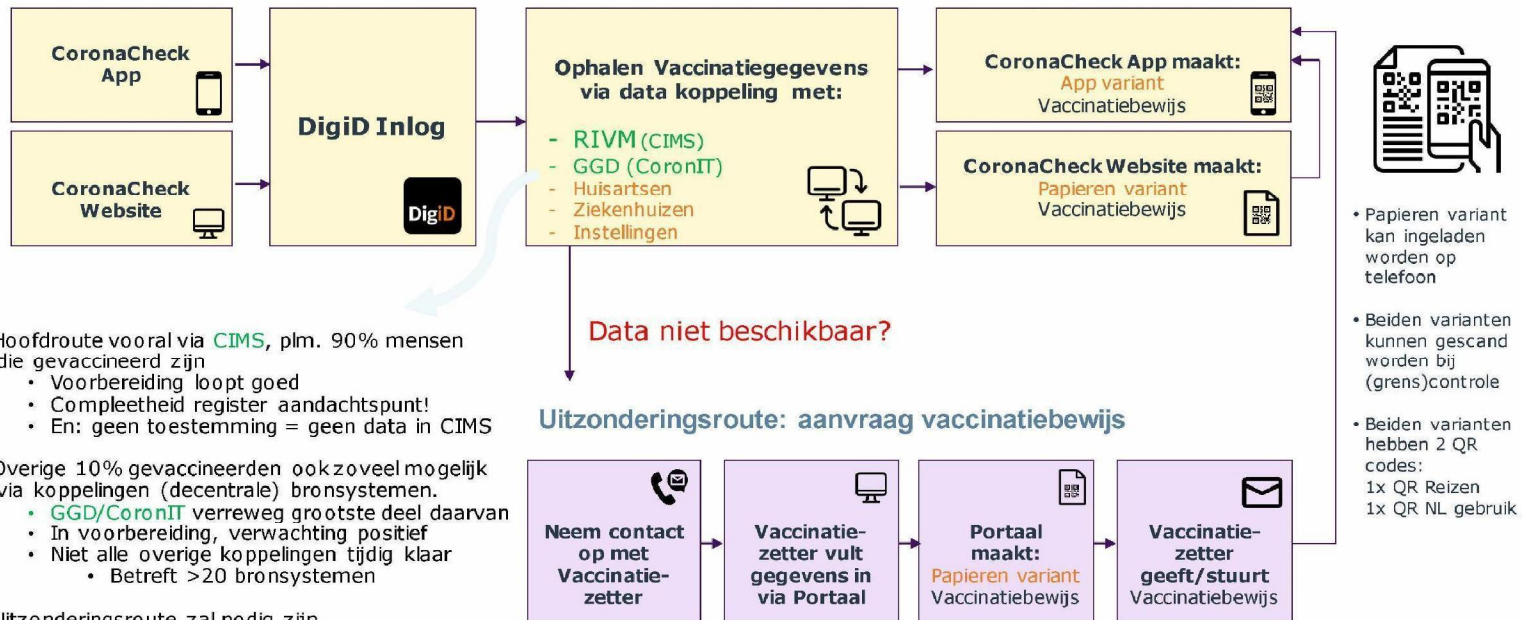 CoronaCheck
App
CoronaCheck
Website
DigiD Inlog
DigiD
Ophalen Vaccinatiegegevens
via data koppeling met:
- RIVM (CIMS)
- GGD (CoronIT)
- Huisartsen
- Ziekenhuizen
- Instellingen
CoronaCheck App maakt:
App variant
Vaccinatiebewijs
CoronaCheck Website maakt:
Papieren variant
Vaccinatiebewijs
• Papieren variant
kan ingeladen
worden op
telefoon
• Beiden varianten
kunnen gescand
worden bij
(grens)controle
• Beiden varianten
hebben 2 QR
codes:
1x QR Reizen
1x QR NL gebruik
Hoofdroute vooral via CIMS, plm. 90% mensen
die gevaccineerd zijn
• Voorbereiding loopt goed
• Compleetheid register aandachtspunt!
• En: geen toestemming = geen data in CIMS
Overige 10% gevaccineerden ook zoveel mogelijk
via koppelingen (decentrale) bronsystemen.
• GGD/CoronIT verreweg grootste deel daarvan
• In voorbereiding, verwachting positief
• Niet alle overige koppelingen tijdig klaar
• Betreft >20 bronsystemen
Uitzonderingsroute zal nodig zijn
Data niet beschikbaar?
Uitzonderingsroute: aanvraag vaccinatiebewijs
Neem contact
op met
Vaccinatie-
zetter
Vaccinatie-
zetter vult
gegevens in
via Portaal
Portaal
maakt:
Papieren variant
Vaccinatiebewijs
Vaccinatie-
zetter
geeft/stuurt
Vaccinatiebewijs